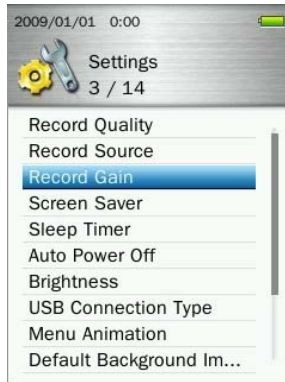 2009/01/01 0:00
Settings
3 / 14
Record Quality
Record Source
Record Gain
Screen Saver
Sleep Timer
Auto Power Off
Brightness
USB Connection Type
Menu Animation
Default Background Im...